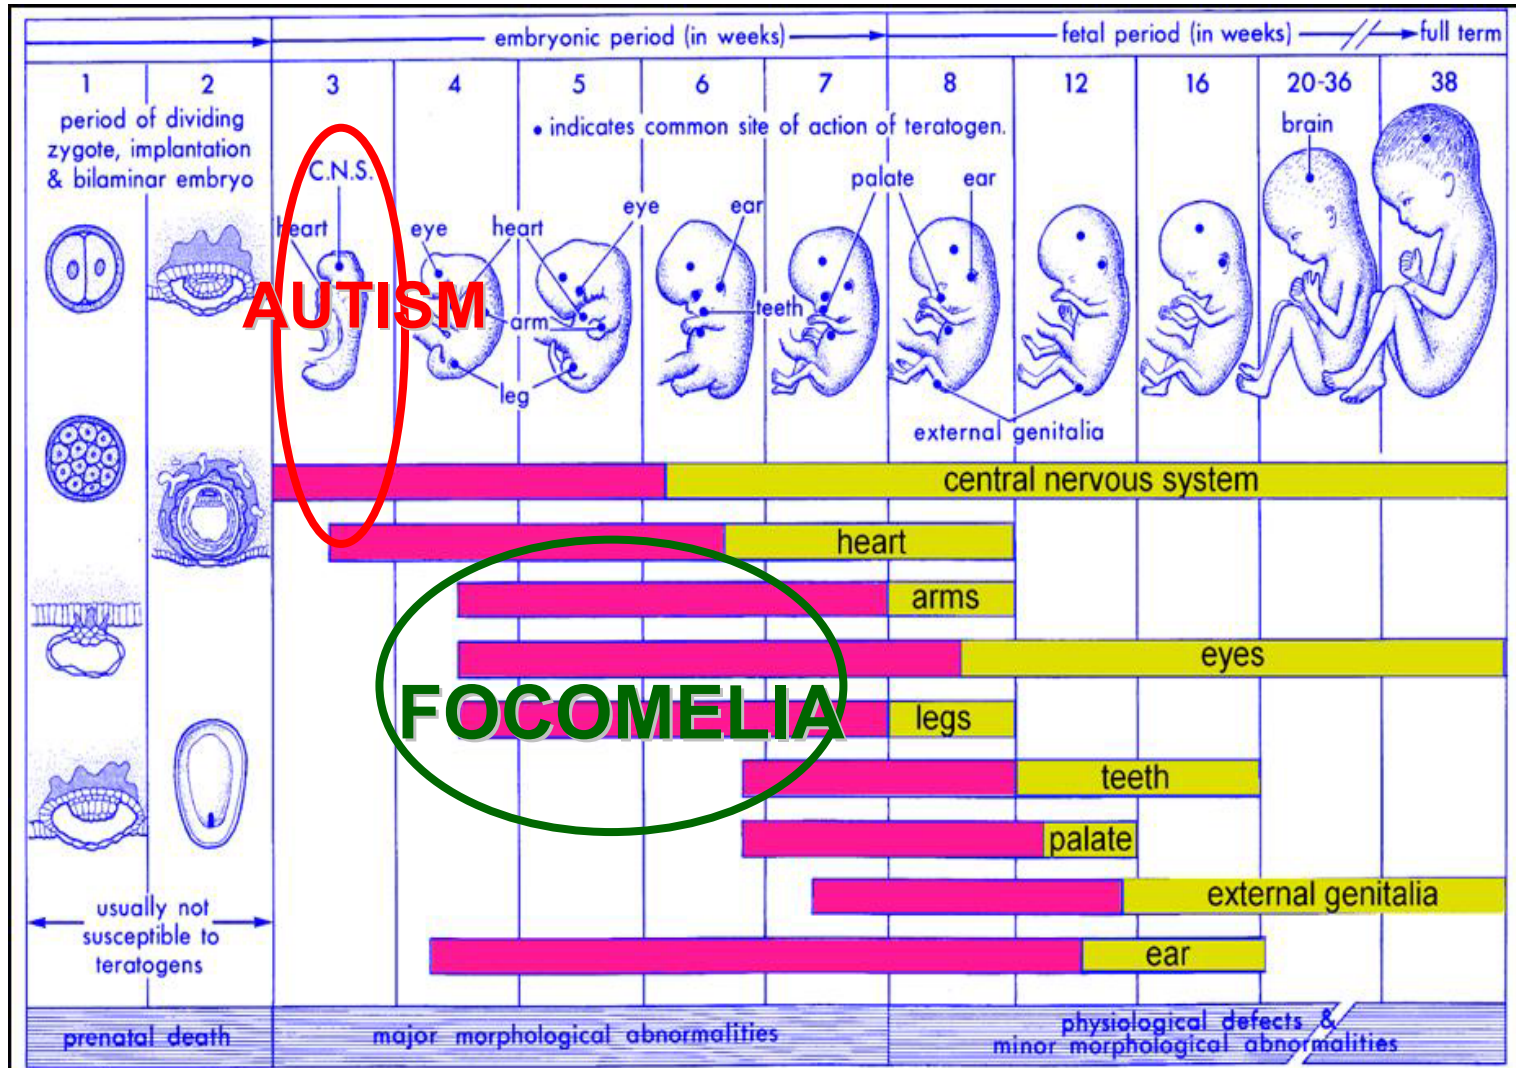 embryonic period (in weeks)
fetal period (in weeks)
full term
1
2
3
4
5
6
7
8
12
16
20-36
38
period of dividing
zygote, implantation
& bilaminar embryo
• indicates common site of action of teratogen.
brain
C.N.S.
palate
ear
heart
eye
heart
eye
ear
AUTISM
arm
teeth
leg
external genitalia
central nervous system
heart
arms
eyes
FOCOMELIA
legs
teeth
palate
external genitalia
usually not
susceptible to
teratogens
ear
prenatal death
major morphological abnormalities
physiological defects &
minor morphological abnormalities